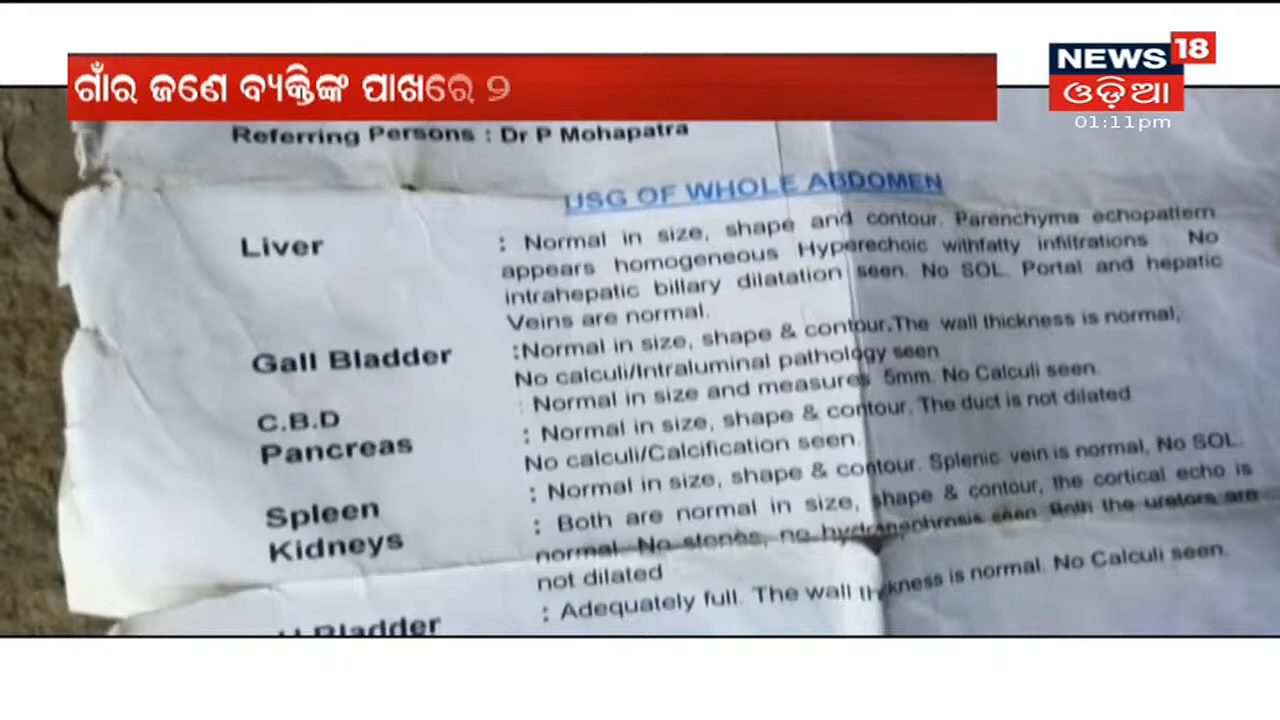 ଗାଁର ଜଣେ ବ୍ୟକ୍ତିଙ୍କ ପାଖରେ ୨
NEWS 18
ଓଡ଼ିଆ
01:11pm
Referring Persons : Dr P Mohapatra
USG OF WHOLE ABDOMEN
Liver : Normal in size, shape and contour. Parenchyma echopattern
appears homogeneous Hyperechoic withfatty infiltrations . No
intrahepatic billary dilatation seen. No SOL. Portal and hepatic
Veins are normal.
Gall Bladder :Normal in size, shape & contour.The wall thickness is normal,
No calculi/Intraluminal pathology seen
C.B.D : Normal in size and measures 5mm. No Calculi seen.
Pancreas : Normal in size, shape & contour. The duct is not dilated
No calculi/Calcification seen.
Spleen : Normal in size, shape & contour. Splenic vein is normal, No SOL.
Kidneys : Both are normal in size, shape & contour, the cortical echo is
normal. No stones, no hydronephrosis seen. Both the uretors are
not dilated
Bladder : Adequately full. The wall thickness is normal. No Calculi seen.